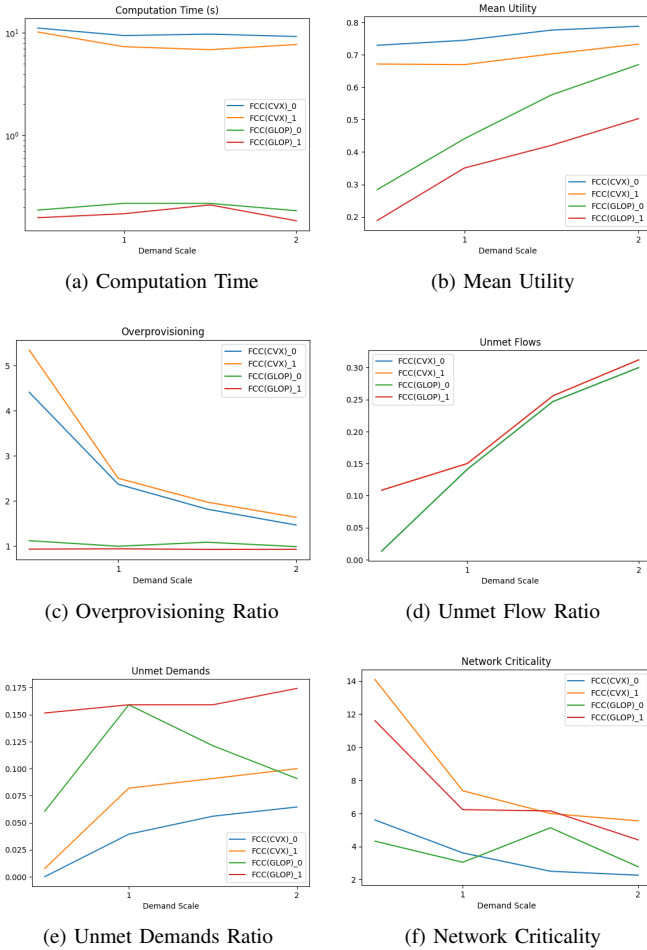 Computation Time (s)
10¹
10⁰
FCC(CVX)_0
FCC(CVX)_1
FCC(GLOP)_0
FCC(GLOP)_1
1
2
Demand Scale
(a) Computation Time
Mean Utility
0.8
0.7
0.6
0.5
0.4
0.3
0.2
FCC(CVX)_0
FCC(CVX)_1
FCC(GLOP)_0
FCC(GLOP)_1
1
2
Demand Scale
(b) Mean Utility
Overprovisioning
5
4
3
2
1
FCC(CVX)_0
FCC(CVX)_1
FCC(GLOP)_0
FCC(GLOP)_1
1
2
Demand Scale
(c) Overprovisioning Ratio
Unmet Flows
0.30
0.25
0.20
0.15
0.10
0.05
0.00
FCC(CVX)_0
FCC(CVX)_1
FCC(GLOP)_0
FCC(GLOP)_1
1
2
Demand Scale
(d) Unmet Flow Ratio
Unmet Demands
0.175
0.150
0.125
0.100
0.075
0.050
0.025
0.000
FCC(CVX)_0
FCC(CVX)_1
FCC(GLOP)_0
FCC(GLOP)_1
1
2
Demand Scale
(e) Unmet Demands Ratio
Network Criticality
14
12
10
8
6
4
2
FCC(CVX)_0
FCC(CVX)_1
FCC(GLOP)_0
FCC(GLOP)_1
1
2
Demand Scale
(f) Network Criticality